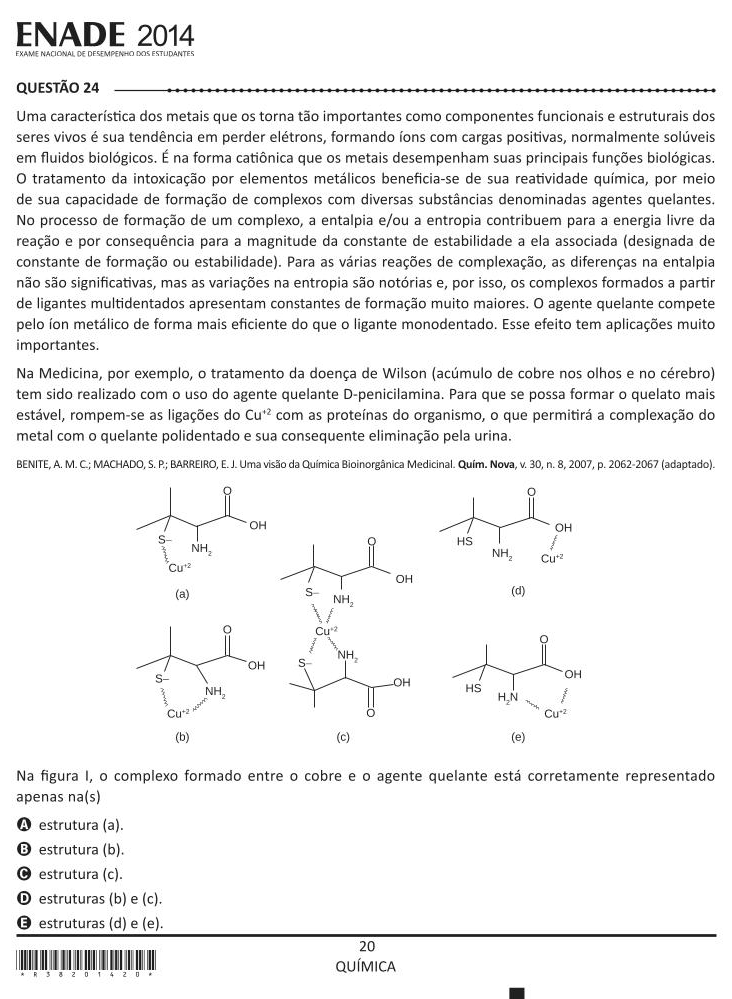 ENADE 2014
EXAME NACIONAL DE DESEMPENHO DOS ESTUDANTES
QUESTÃO 24
Uma característica dos metais que os torna tão importantes como componentes funcionais e estruturais dos
seres vivos é sua tendência em perder elétrons, formando íons com cargas positivas, normalmente solúveis
em fluidos biológicos. É na forma catiônica que os metais desempenham suas principais funções biológicas.
O tratamento da intoxicação por elementos metálicos beneficia-se de sua reatividade química, por meio
de sua capacidade de formação de complexos com diversas substâncias denominadas agentes quelantes.
No processo de formação de um complexo, a entalpia e/ou a entropia contribuem para a energia livre da
reação e por consequência para a magnitude da constante de estabilidade a ela associada (designada de
constante de formação ou estabilidade). Para as várias reações de complexação, as diferenças na entalpia
não são significativas, mas as variações na entropia são notórias e, por isso, os complexos formados a partir
de ligantes multidentados apresentam constantes de formação muito maiores. O agente quelante compete
pelo íon metálico de forma mais eficiente do que o ligante monodentado. Esse efeito tem aplicações muito
importantes.
Na Medicina, por exemplo, o tratamento da doença de Wilson (acúmulo de cobre nos olhos e no cérebro)
tem sido realizado com o uso do agente quelante D-penicilamina. Para que se possa formar o quelato mais
estável, rompem-se as ligações do Cu⁺² com as proteínas do organismo, o que permitirá a complexação do
metal com o quelante polidentado e sua consequente eliminação pela urina.
BENITE, A. M. C.; MACHADO, S. P.; BARREIRO, E. J. Uma visão da Química Bioinorgânica Medicinal. Quím. Nova, v. 30, n. 8, 2007, p. 2062-2067 (adaptado).
O
OH
S–
NH₂
Cu⁺²
(a)
O
OH
S–
NH₂
Cu⁺²
(b)
O
OH
S–
NH₂
Cu⁺²
S–
NH₂
OH
O
(c)
O
OH
HS
NH₂
Cu⁺²
(d)
O
OH
HS
H₂N
Cu⁺²
(e)
Na figura I, o complexo formado entre o cobre e o agente quelante está corretamente representado
apenas na(s)
A estrutura (a).
B estrutura (b).
C estrutura (c).
D estruturas (b) e (c).
E estruturas (d) e (e).
20
QUÍMICA
* R 3 8 2 0 1 4 2 0 *